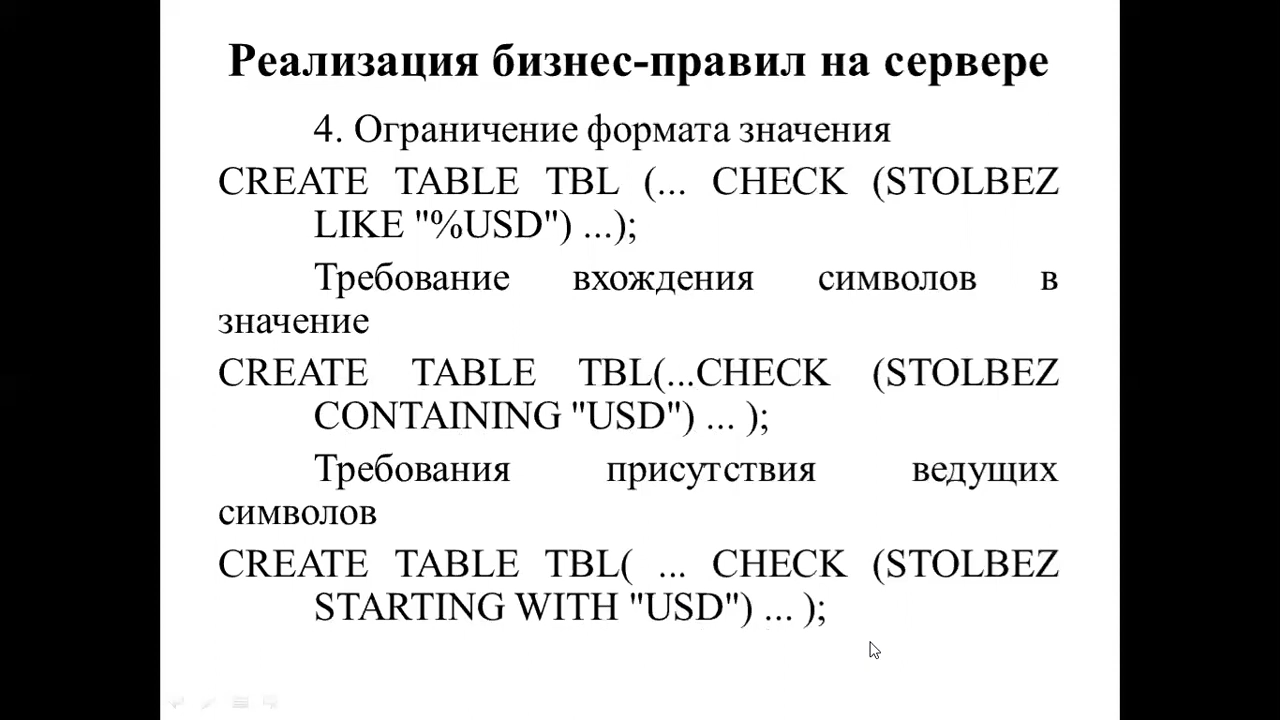 Реализация бизнес-правил на сервере
4. Ограничение формата значения
CREATE TABLE TBL (... CHECK (STOLBEZ
LIKE "%USD") ...);
Требование вхождения символов в
значение
CREATE TABLE TBL(...CHECK (STOLBEZ
CONTAINING "USD") ... );
Требования присутствия ведущих
символов
CREATE TABLE TBL( ... CHECK (STOLBEZ
STARTING WITH "USD") ... );